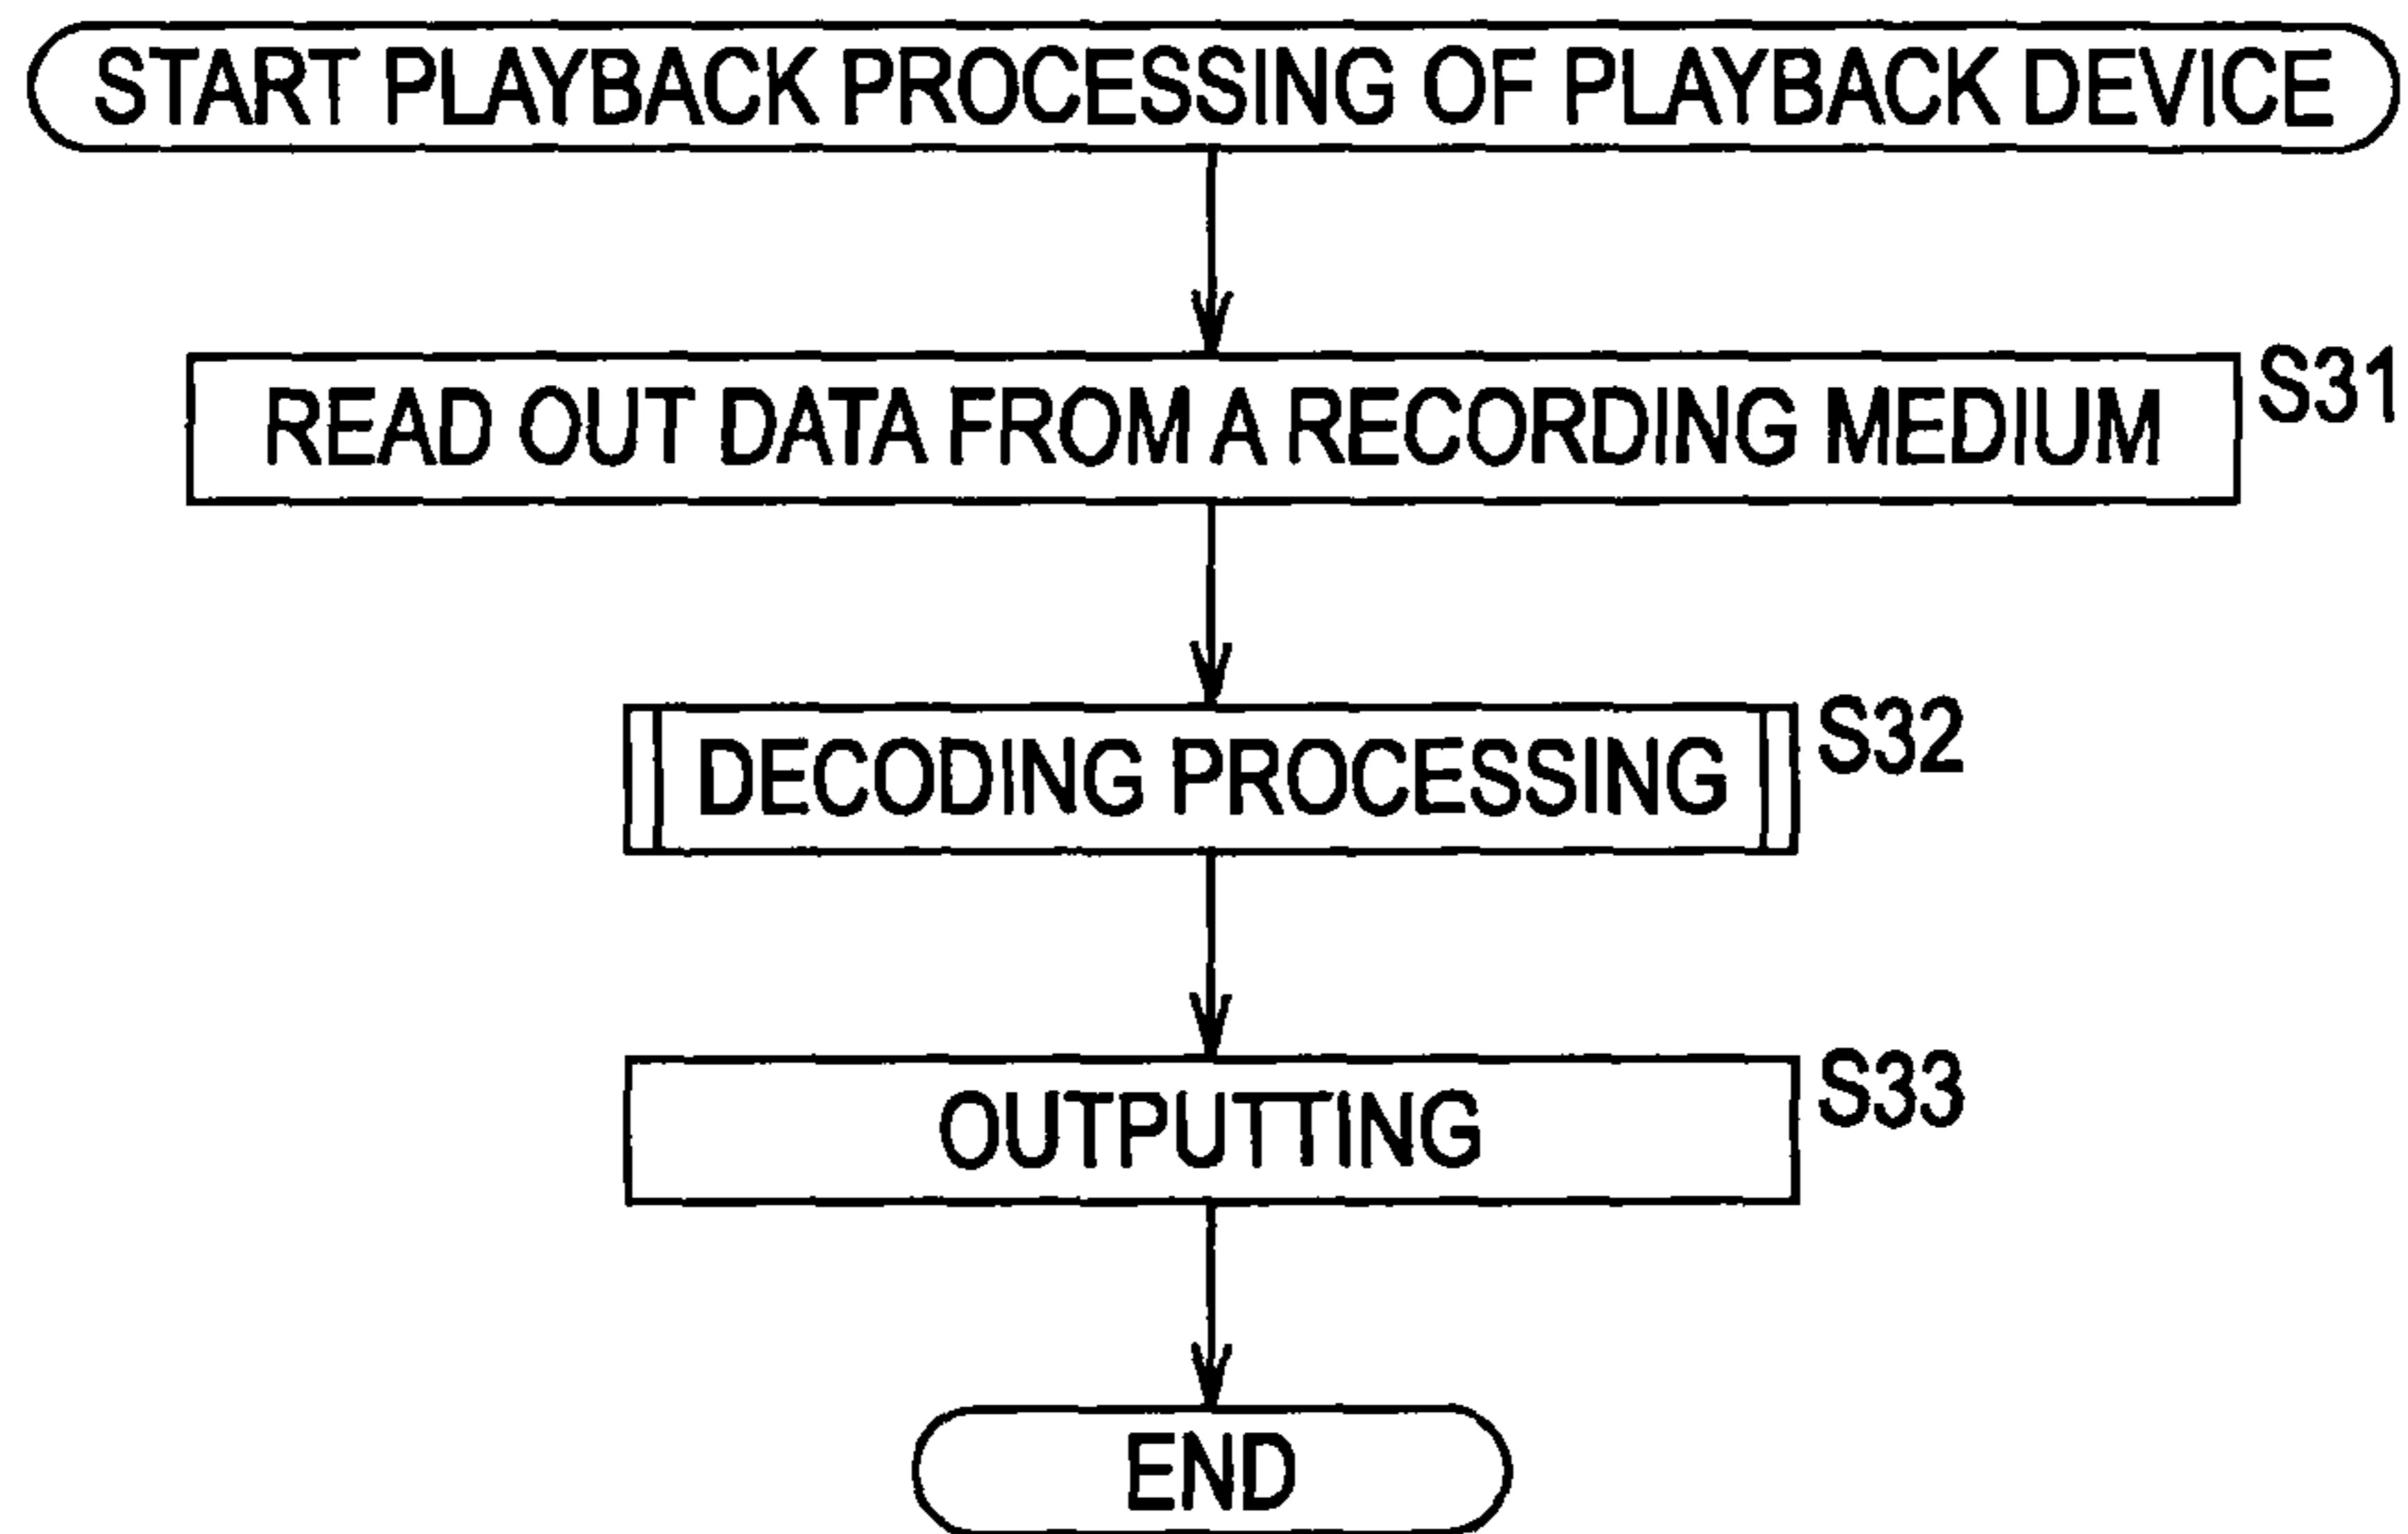 START PLAYBACK PROCESSING OF PLAYBACK DEVICE
READ OUT DATA FROM A RECORDING MEDIUM S31
DECODING PROCESSING S32
OUTPUTTING S33
END